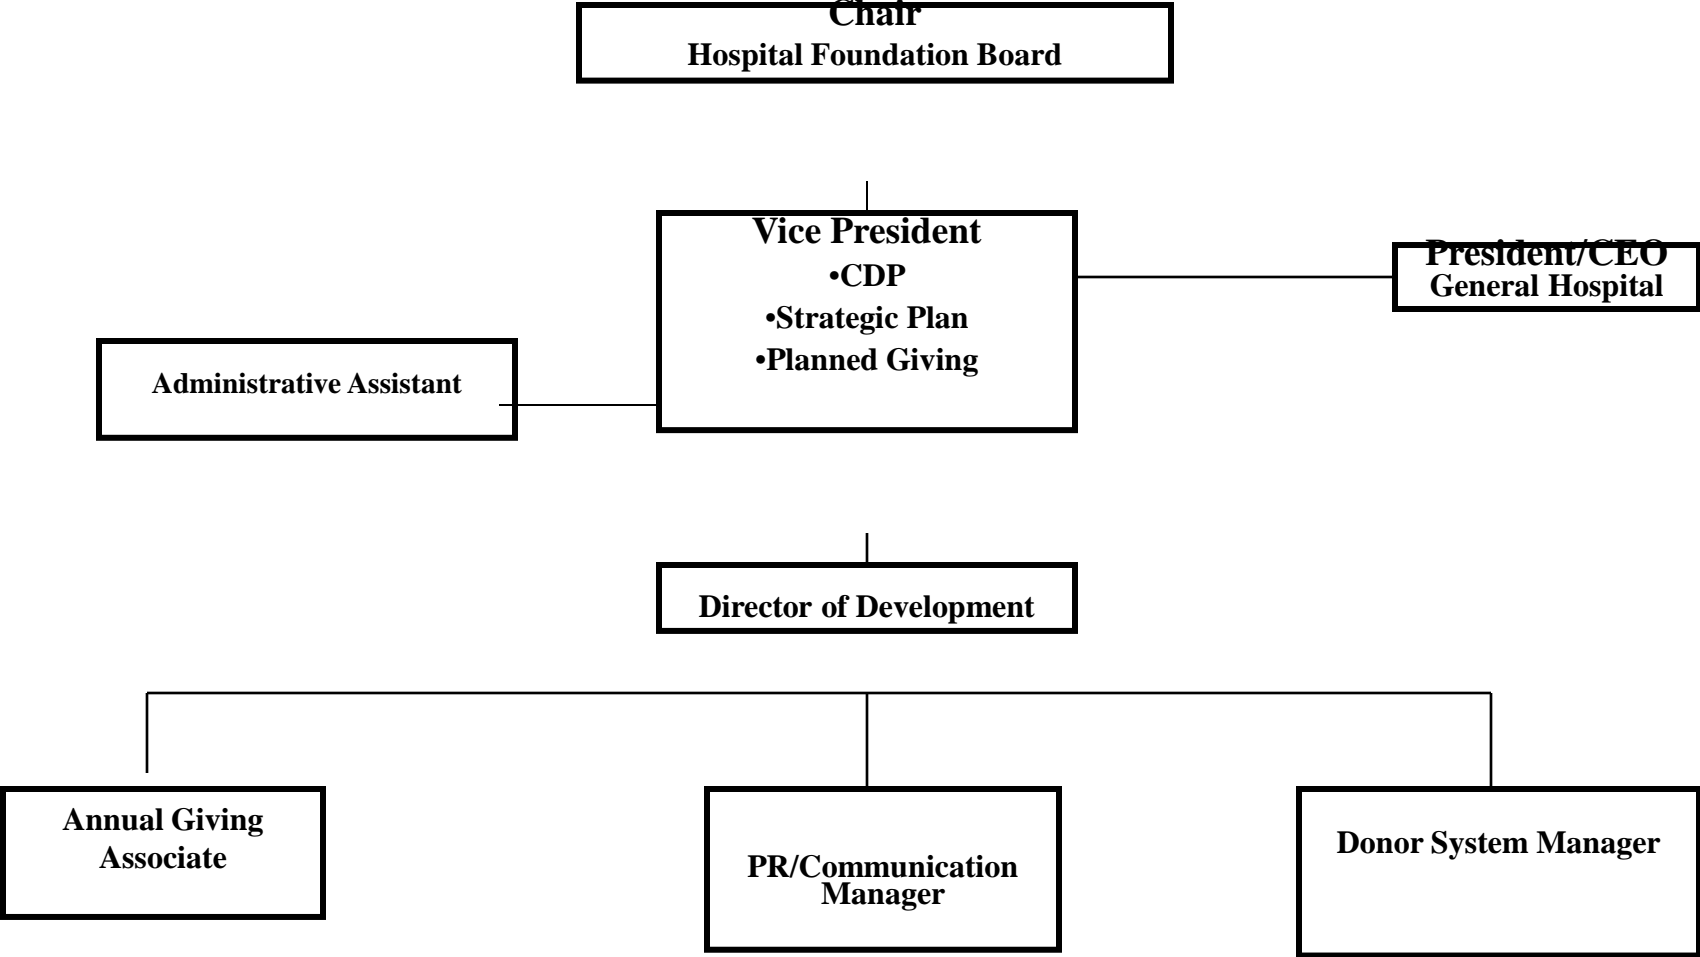 Chair
Hospital Foundation Board
Vice President
•CDP
•Strategic Plan
•Planned Giving
President/CEO
General Hospital
Administrative Assistant
Director of Development
Annual Giving
Associate
PR/Communication
Manager
Donor System Manager